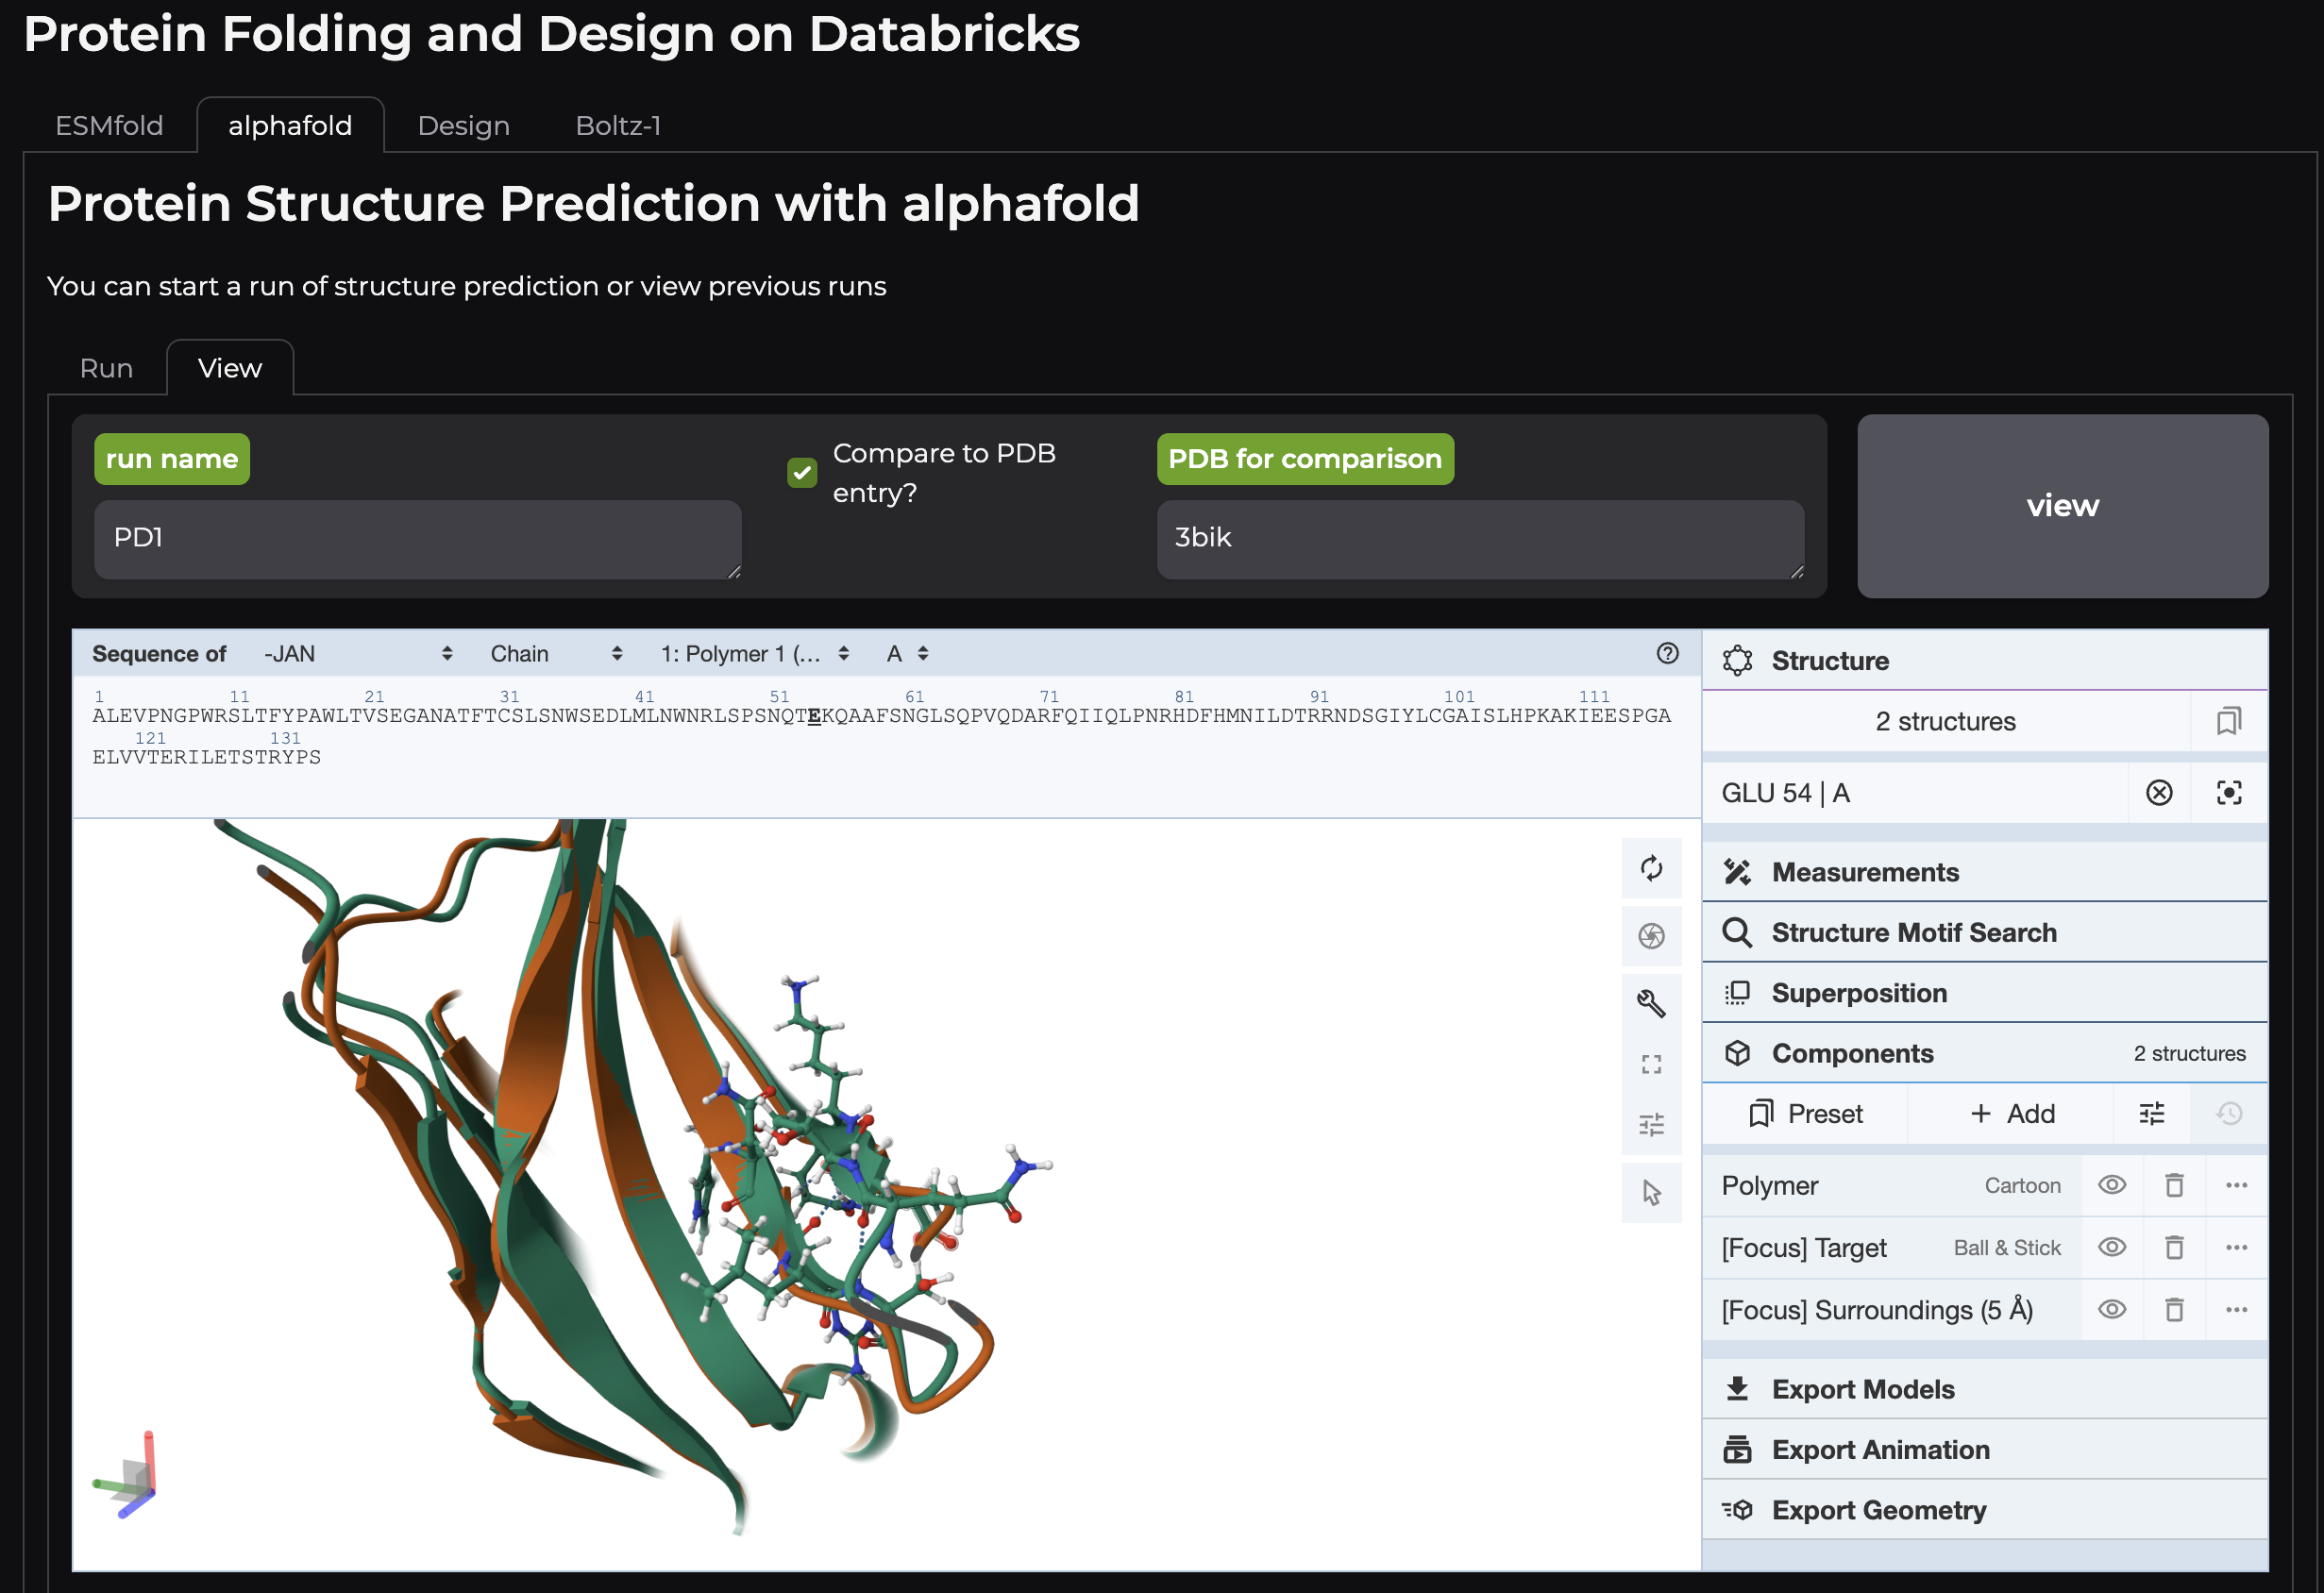 Protein Folding and Design on Databricks
ESMfold alphafold Design Boltz-1
Protein Structure Prediction with alphafold
You can start a run of structure prediction or view previous runs
Run View
run name
PD1
Compare to PDB
entry?
PDB for comparison
3bik
view
Sequence of -JAN Chain 1: Polymer 1 (... A
1 11 21 31 41 51 61 71 81 91 101 111
ALEVPNGPWRSLTFYPAWLTVSEGANATFTCSLSNWSEDLMLNWNRLSPSNQTEKQAAFSNGLSQPVQDARFQIIQLPNRHDFHMNILDTRRNDSGIYLCGAISLHPKAKIEESPGA
121 131
ELVVTERILETSTRYPS
Structure
2 structures
GLU 54 | A
Measurements
Structure Motif Search
Superposition
Components 2 structures
Preset + Add
Polymer Cartoon
[Focus] Target Ball & Stick
[Focus] Surroundings (5 Å)
Export Models
Export Animation
Export Geometry